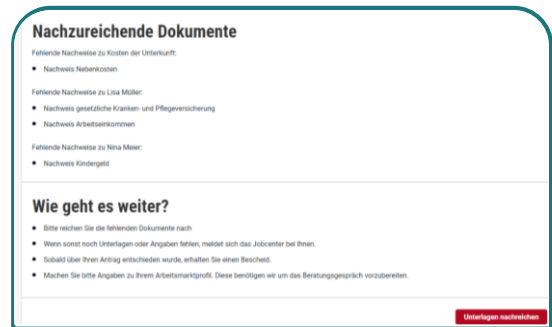 Nachzureichende Dokumente
Fehlende Nachweise zu Kosten der Unterkunft:
Nachweis Nebenkosten
Fehlende Nachweise zu Lisa Müller:
Nachweis gesetzliche Kranken- und Pflegeversicherung
Nachweis Arbeitseinkommen
Fehlende Nachweise zu Nina Meier:
Nachweis Kindergeld
Wie geht es weiter?
Bitte reichen Sie die fehlenden Dokumente nach
Wenn sonst noch Unterlagen oder Angaben fehlen, meldet sich das Jobcenter bei Ihnen.
Sobald über Ihren Antrag entschieden wurde, erhalten Sie einen Bescheid.
Machen Sie bitte Angaben zu Ihrem Arbeitsmarktprofil. Diese benötigen wir um das Beratungsgespräch vorzubereiten.
Unterlagen nachreichen